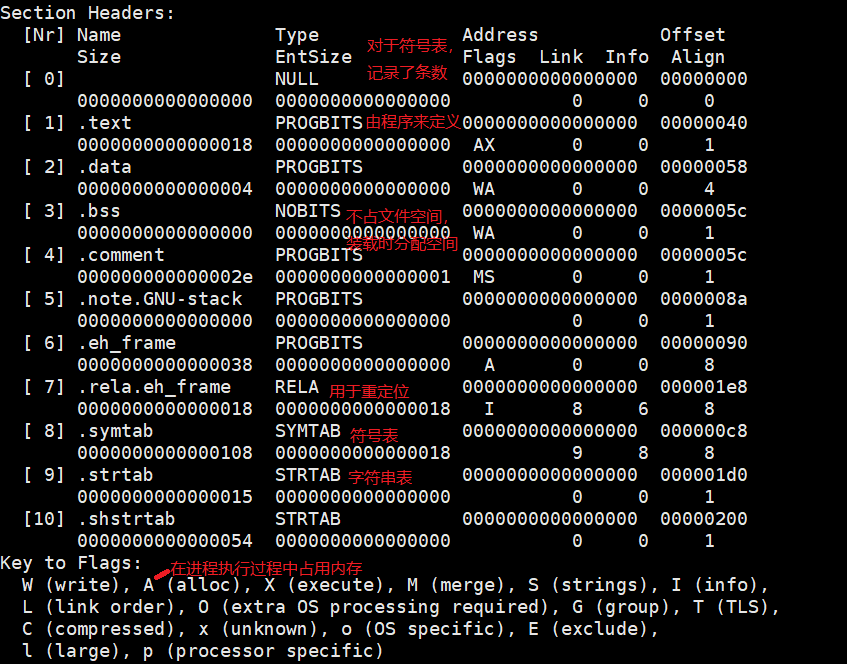 Section Headers:
[Nr] Name Type Address Offset
Size EntSize Flags Link Info Align
对于符号表，
记录了条数
[ 0] NULL 0000000000000000 00000000
0000000000000000 0000000000000000 0 0 0
[ 1] .text PROGBITS 由程序来定义 0000000000000000 00000040
0000000000000018 0000000000000000 AX 0 0 1
[ 2] .data PROGBITS 0000000000000000 00000058
0000000000000004 0000000000000000 WA 0 0 4
[ 3] .bss NOBITS 0000000000000000 0000005c
不占文件空间，
0000000000000000 0000000000000000 WA 0 0 1
装载时分配空间
[ 4] .comment PROGBITS 0000000000000000 0000005c
000000000000002e 0000000000000001 MS 0 0 1
[ 5] .note.GNU-stack PROGBITS 0000000000000000 0000008a
0000000000000000 0000000000000000 0 0 1
[ 6] .eh_frame PROGBITS 0000000000000000 00000090
0000000000000038 0000000000000000 A 0 0 8
[ 7] .rela.eh_frame RELA 用于重定位 0000000000000000 000001e8
0000000000000018 0000000000000018 I 8 6 8
[ 8] .symtab SYMTAB 符号表 0000000000000000 000000c8
0000000000000108 0000000000000018 9 8 8
[ 9] .strtab STRTAB 字符串表 0000000000000000 000001d0
0000000000000015 0000000000000000 0 0 1
[10] .shstrtab STRTAB 0000000000000000 00000200
0000000000000054 0000000000000000 0 0 1
Key to Flags:
在进程执行过程中占用内存
W (write), A (alloc), X (execute), M (merge), S (strings), I (info),
L (link order), O (extra OS processing required), G (group), T (TLS),
C (compressed), x (unknown), o (OS specific), E (exclude),
l (large), p (processor specific)